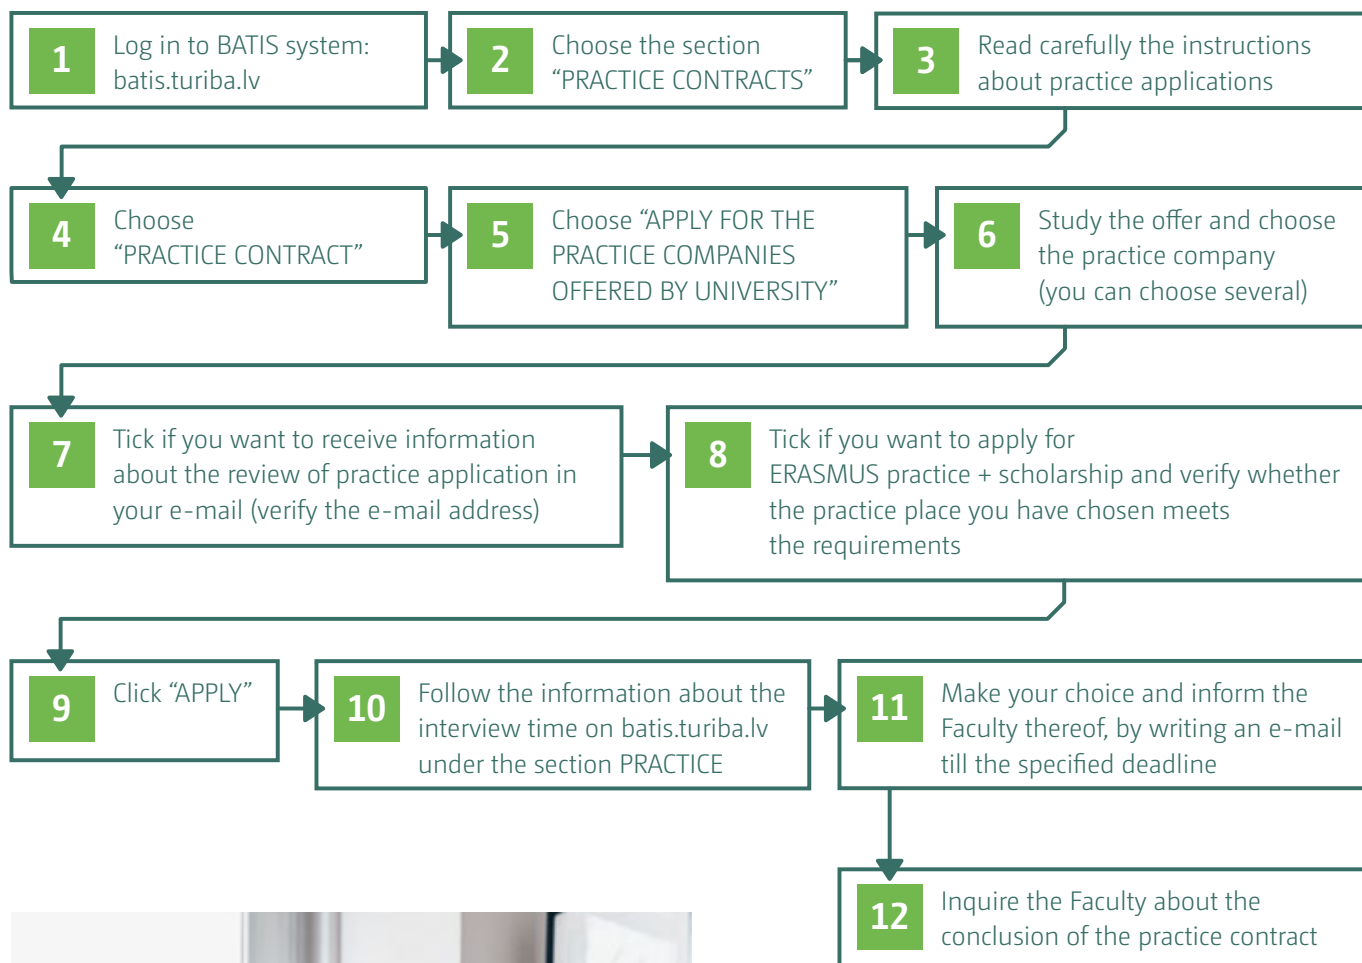 1
Log in to BATIS system:
batis.turiba.lv
2
Choose the section
“PRACTICE CONTRACTS”
3
Read carefully the instructions
about practice applications
4
Choose
“PRACTICE CONTRACT”
5
Choose “APPLY FOR THE
PRACTICE COMPANIES
OFFERED BY UNIVERSITY”
6
Study the offer and choose
the practice company
(you can choose several)
7
Tick if you want to receive information
about the review of practice application in
your e-mail (verify the e-mail address)
8
Tick if you want to apply for
ERASMUS practice + scholarship and verify whether
the practice place you have chosen meets
the requirements
9
Click “APPLY”
10
Follow the information about the
interview time on batis.turiba.lv
under the section PRACTICE
11
Make your choice and inform the
Faculty thereof, by writing an e-mail
till the specified deadline
12
Inquire the Faculty about the
conclusion of the practice contract